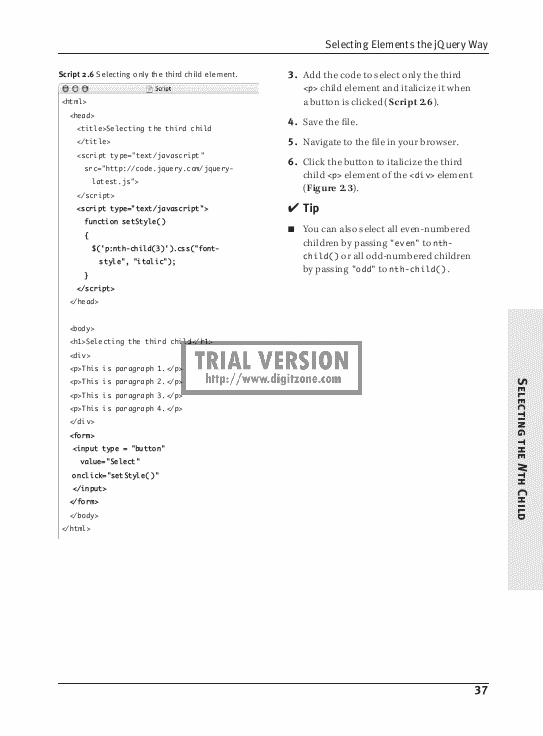 Selecting Elements the jQuery Way
Script 2.6 Selecting only the third child element.
Script
<html>
<head>
<title>Selecting the third child
</title>
<script type="text/javascript"
src="http://code.jquery.com/jquery-
latest.js">
</script>
<script type="text/javascript">
function setStyle()
{
$('p:nth-child(3)').css("font-
style", "italic");
}
</script>
</head>
<body>
<h1>Selecting the third child</h1>
<div>
<p>This is paragraph 1.</p>
<p>This is paragraph 2.</p>
<p>This is paragraph 3.</p>
<p>This is paragraph 4.</p>
</div>
<form>
<input type = "button"
value="Select"
onclick="setStyle()"
</input>
</form>
</body>
</html>
3. Add the code to select only the third
<p> child element and italicize it when
a button is clicked (Script 2.6).
4. Save the file.
5. Navigate to the file in your browser.
6. Click the button to italicize the third
child <p> element of the <div> element
(Figure 2.3).
✔ Tip
■ You can also select all even-numbered
children by passing "even" to nth-
child() or all odd-numbered children
by passing "odd" to nth-child().
TRIAL VERSION
http://www.digitzone.com
Selecting the Nth Child
37